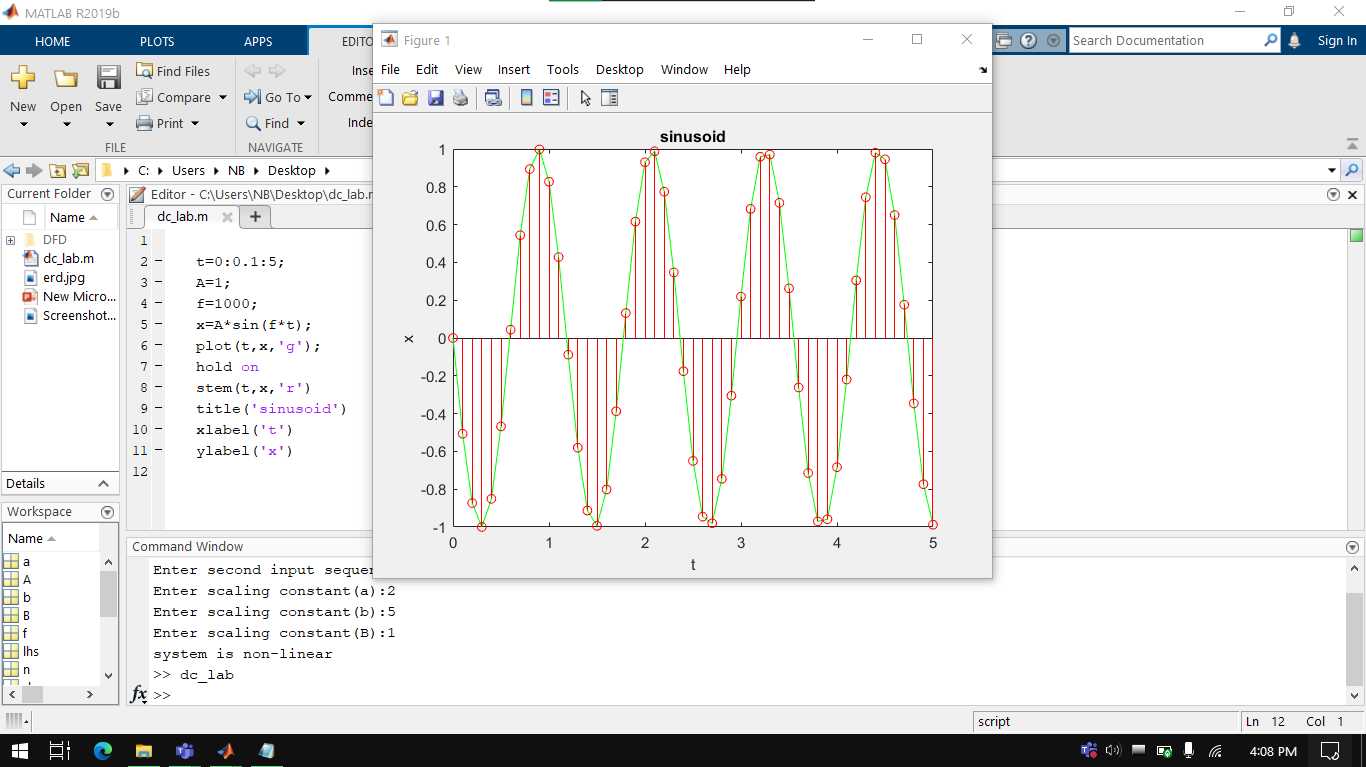 MATLAB R2019b
HOME PLOTS APPS EDITO
Search Documentation
Sign In
Figure 1
File Edit View Insert Tools Desktop Window Help
New
Open
Save
Find Files
Compare
Print
FILE
Go To
Find
NAVIGATE
Inse
Comme
Inde
C: Users NB Desktop
Current Folder
Name
DFD
dc_lab.m
erd.jpg
New Micro...
Screenshot...
Details
Workspace
Name
a
A
b
B
f
lhs
n
Editor - C:\Users\NB\Desktop\dc_lab.m
dc_lab.m
1
2 - t=0:0.1:5;
3 - A=1;
4 - f=1000;
5 - x=A*sin(f*t);
6 - plot(t,x,'g');
7 - hold on
8 - stem(t,x,'r')
9 - title('sinusoid')
10 - xlabel('t')
11 - ylabel('x')
12
sinusoid
1
0.8
0.6
0.4
0.2
0
-0.2
-0.4
-0.6
-0.8
-1
x
0 1 2 3 4 5
t
Command Window
Enter second input sequen
Enter scaling constant(a):2
Enter scaling constant(b):5
Enter scaling constant(B):1
system is non-linear
>> dc_lab
fx >>
script
Ln 12 Col 1
4:08 PM